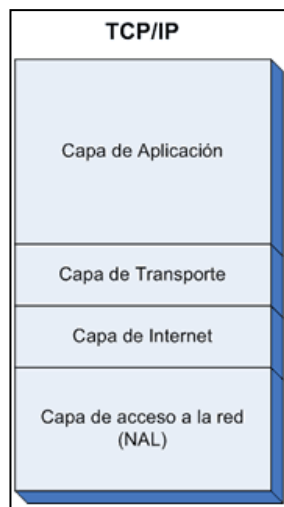 TCP/IP
Capa de Aplicación
Capa de Transporte
Capa de Internet
Capa de acceso a la red
(NAL)